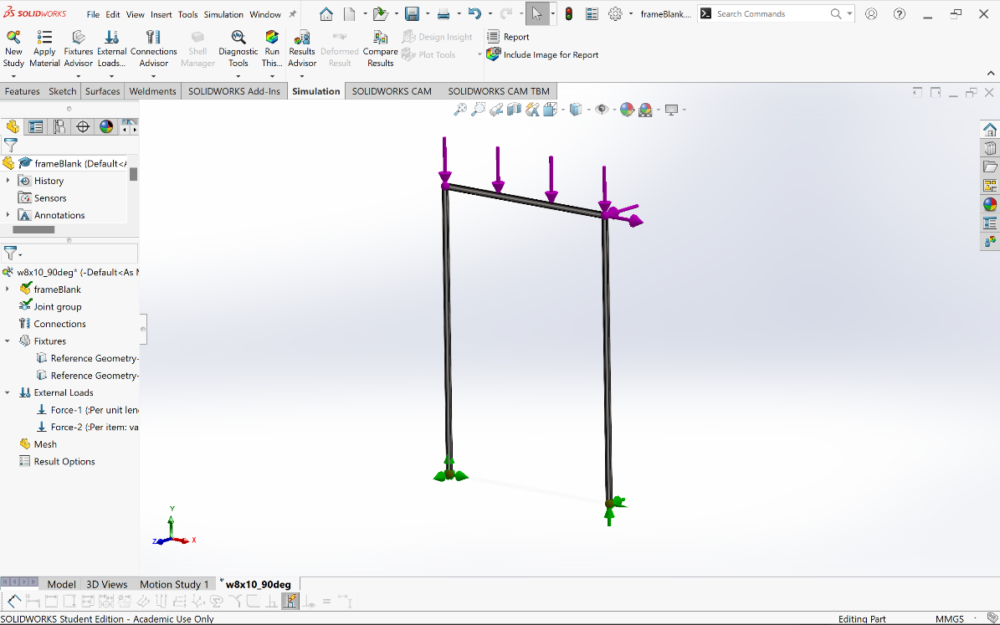 SOLIDWORKS File Edit View Insert Tools Simulation Window frameBlank.... Search Commands
New Study
Apply Material
Fixtures Advisor
External Loads...
Connections Advisor
Shell Manager
Diagnostic Tools
Run This...
Results Advisor
Deformed Result
Compare Results
Design Insight
Plot Tools
Report
Include Image for Report
Features Sketch Surfaces Weldments SOLIDWORKS Add-Ins Simulation SOLIDWORKS CAM SOLIDWORKS CAM TBM
frameBlank (Default<A
History
Sensors
Annotations
w8x10_90deg* (-Default<As M
frameBlank
Joint group
Connections
Fixtures
Reference Geometry-
Reference Geometry-
External Loads
Force-1 (:Per unit len
Force-2 (:Per item: va
Mesh
Result Options
Y
Z X
Model 3D Views Motion Study 1 * w8x10_90deg
SOLIDWORKS Student Edition - Academic Use Only Editing Part MMGS